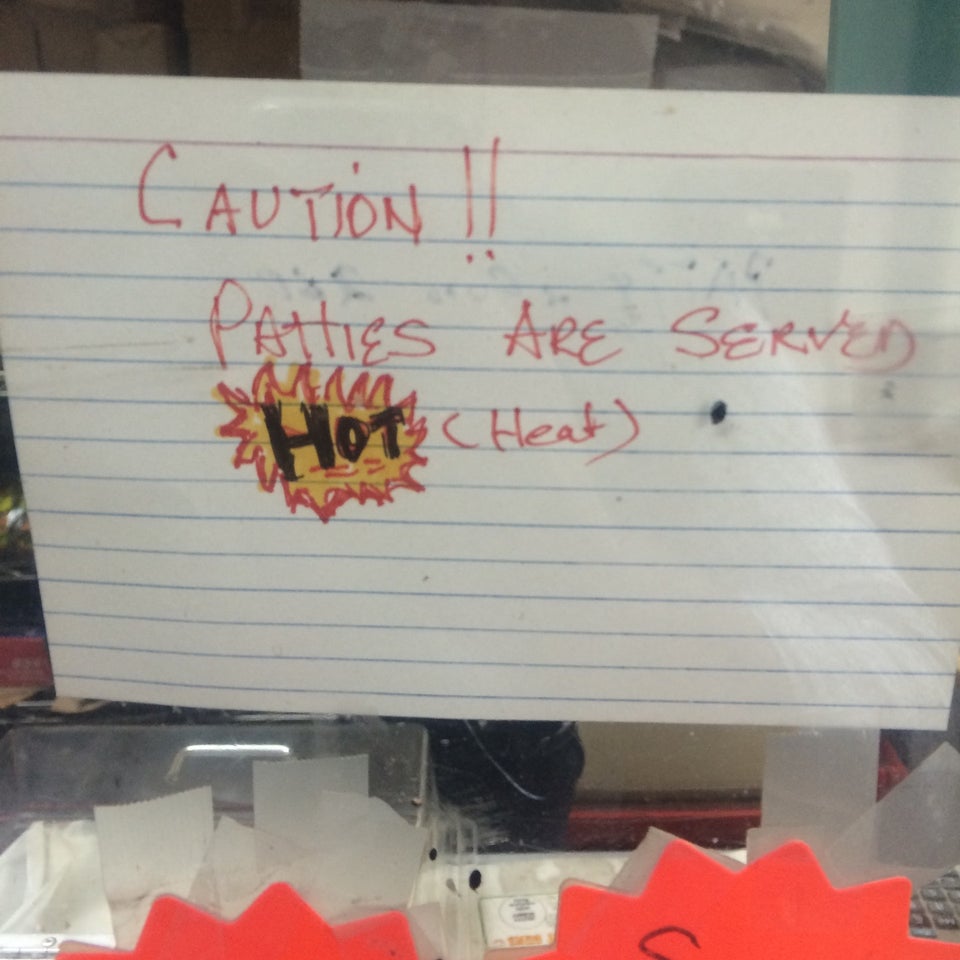 CAUTION!!
PATTIES ARE SERVED
HOT (Heat)
S